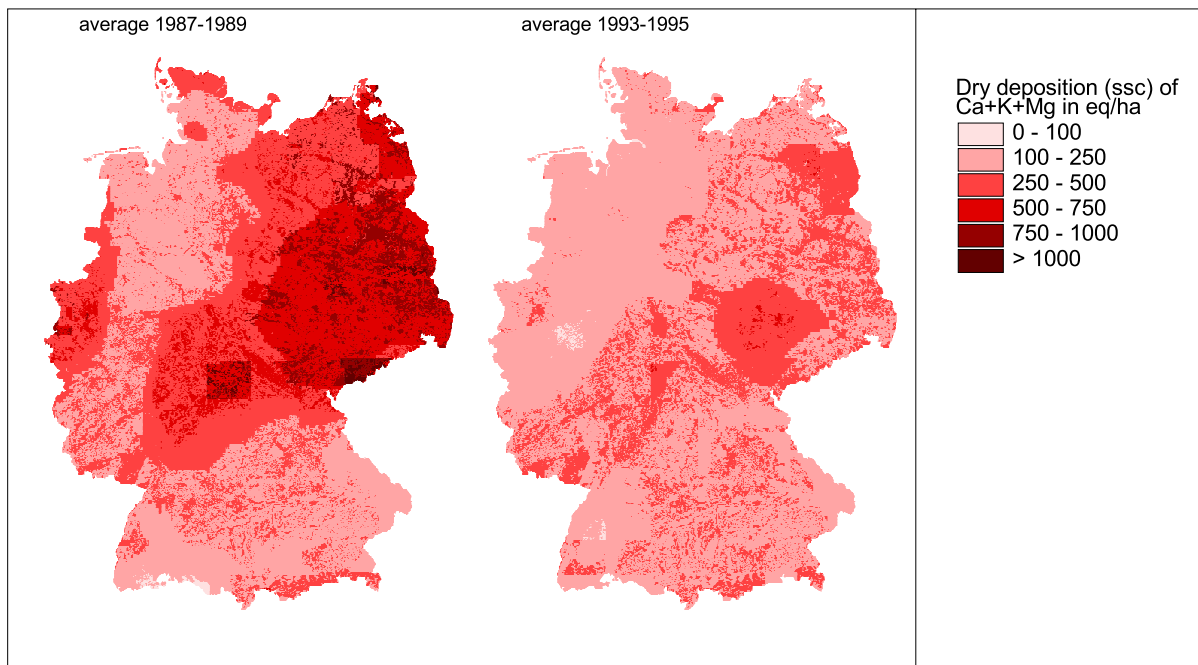 average 1987-1989
average 1993-1995
Dry deposition (ssc) of
Ca+K+Mg in eq/ha
0 - 100
100 - 250
250 - 500
500 - 750
750 - 1000
> 1000